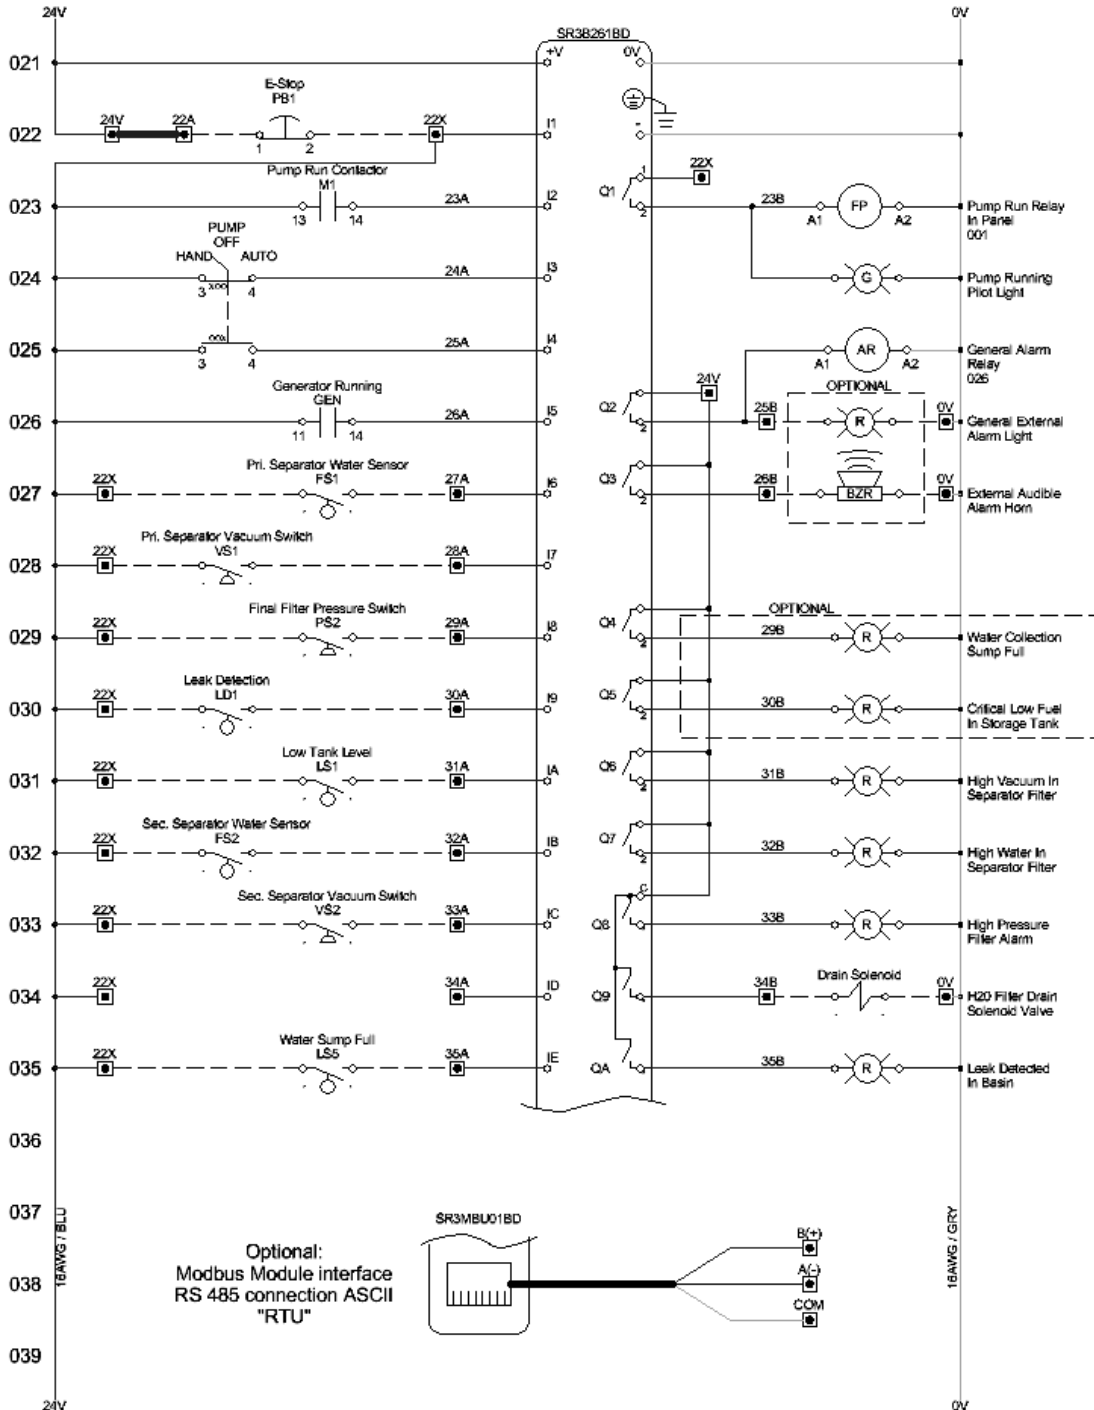 24V 0V
SR3B261BD
021 +V 0V
E-Stop
PB1
022 24V 22A 1 2 22X I1 -
Pump Run Contactor
M1
023 13 14 23A I2
Q1 1 22X
2 23B A1 FP A2 Pump Run Relay
In Panel
001
PUMP
OFF
HAND AUTO
024 3 XOO 4 24A I3
G Pump Running
Pilot Light
025 OOX 3 4 25A I4
A1 AR A2 General Alarm
Relay
026
Generator Running
GEN
026 11 14 26A I5
Q2 24V
2 25B OPTIONAL R 0V General External
Alarm Light
Pri. Separator Water Sensor
FS1
027 22X 27A I6
Q3 2 26B BZR 0V External Audible
Alarm Horn
Pri. Separator Vacuum Switch
VS1
028 22X 28A I7
Final Filter Pressure Switch
PS2
029 22X 29A I8
OPTIONAL
Q4 2 29B R Water Collection
Sump Full
Leak Detection
LD1
030 22X 30A I9
Q5 2 30B R Critical Low Fuel
In Storage Tank
Low Tank Level
LS1
031 22X 31A IA
Q6 2 31B R High Vacuum In
Separator Filter
Sec. Separator Water Sensor
FS2
032 22X 32A IB
Q7 2 32B R High Water In
Separator Filter
Sec. Separator Vacuum Switch
VS2
033 22X 33A IC
C
Q8 33B R High Pressure
Filter Alarm
034 22X 34A ID
Q9 34B Drain Solenoid 0V H20 Filter Drain
Solenoid Valve
Water Sump Full
LS5
035 22X 35A IE
QA 35B R Leak Detected
In Basin
036
037
16AWG / BLU
16AWG / GRY
SR3MBU01BD
Optional:
Modbus Module interface
RS 485 connection ASCII
"RTU"
B(+)
038 A(-)
COM
039
24V 0V